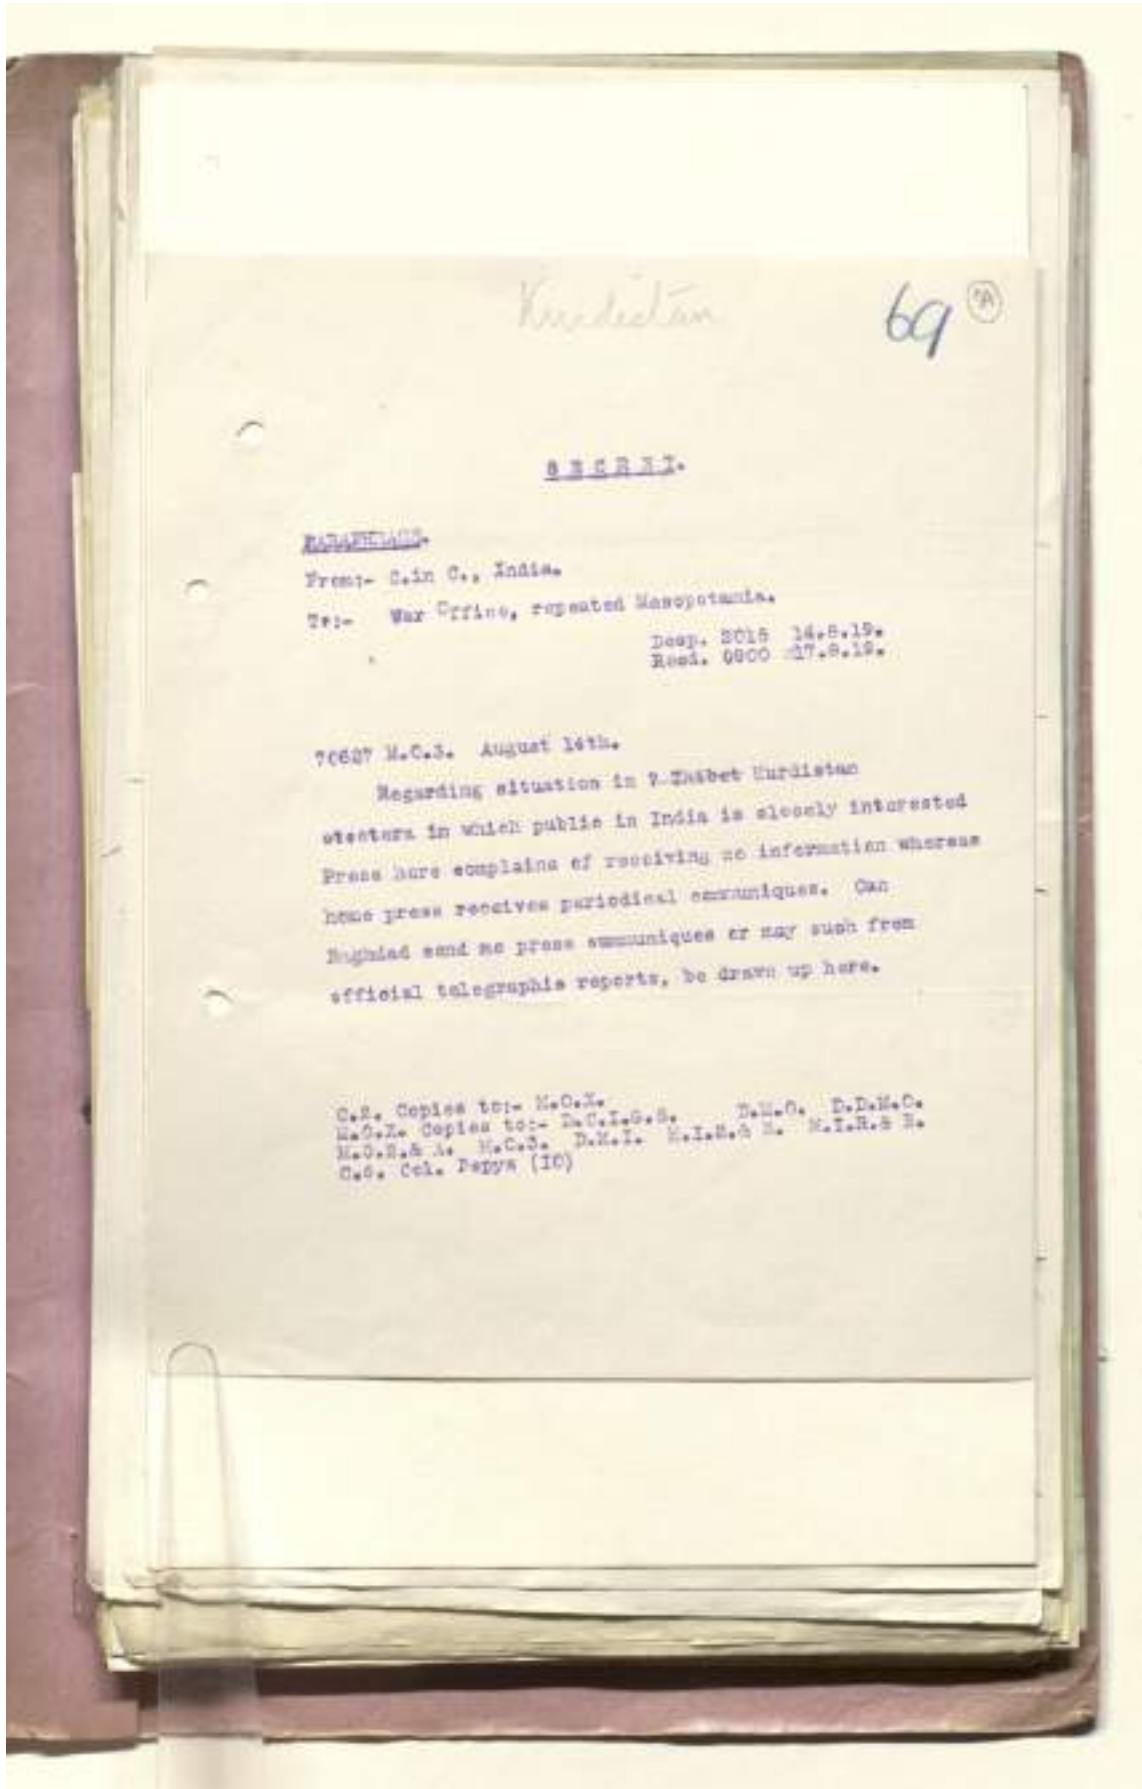 Kurdistan
69
SECRET.
PARAPHRASE.
From:- C.in C., India.
To:- War Office, repeated Mesopotamia.
Desp. 2015 14.8.19.
Recd. 0900 17.8.19.
70627 M.O.3. August 14th.
Regarding situation in ? Thibet Kurdistan
etcetera in which public in India is closely interested
Press here complains of receiving no information whereas
home press receives periodical communiques. Can
Baghdad send me press communiques or may such from
official telegraphic reports, be drawn up here.
C.2. Copies to:- M.O.X.
M.O.X. Copies to:- D.C.I.G.S. D.M.O. D.D.M.O.
M.O.2.& A. M.O.3. D.M.I. M.I.R.& B.
C.6. Col. Pepys (IO)